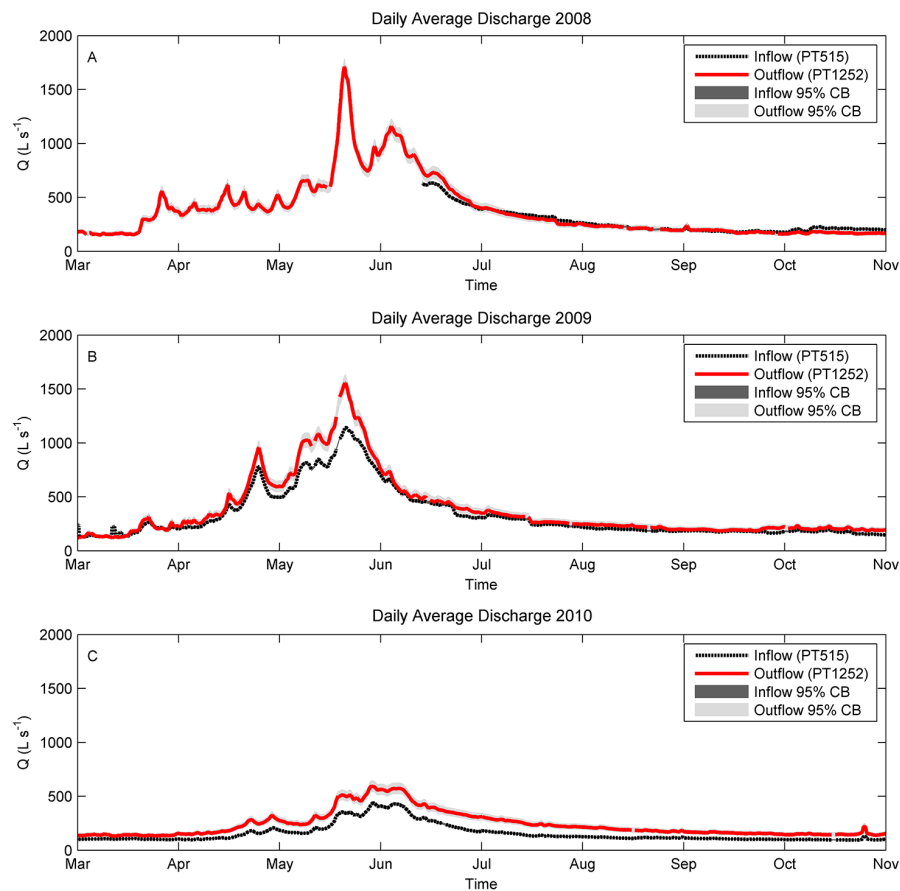 Daily Average Discharge 2008
A
Inflow (PT515)
Outflow (PT1252)
Inflow 95% CB
Outflow 95% CB
2000
1500
1000
500
0
Q (L s⁻¹)
Mar Apr May Jun Jul Aug Sep Oct Nov
Time
Daily Average Discharge 2009
B
Inflow (PT515)
Outflow (PT1252)
Inflow 95% CB
Outflow 95% CB
2000
1500
1000
500
0
Q (L s⁻¹)
Mar Apr May Jun Jul Aug Sep Oct Nov
Time
Daily Average Discharge 2010
C
Inflow (PT515)
Outflow (PT1252)
Inflow 95% CB
Outflow 95% CB
2000
1500
1000
500
0
Q (L s⁻¹)
Mar Apr May Jun Jul Aug Sep Oct Nov
Time